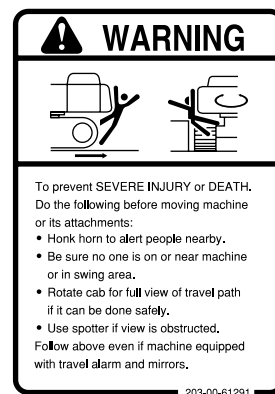 WARNING
To prevent SEVERE INJURY or DEATH.
Do the following before moving machine
or its attachments:
• Honk horn to alert people nearby.
• Be sure no one is on or near machine
or in swing area.
• Rotate cab for full view of travel path
if it can be done safely.
• Use spotter if view is obstructed.
Follow above even if machine equipped
with travel alarm and mirrors.
203-00-61291